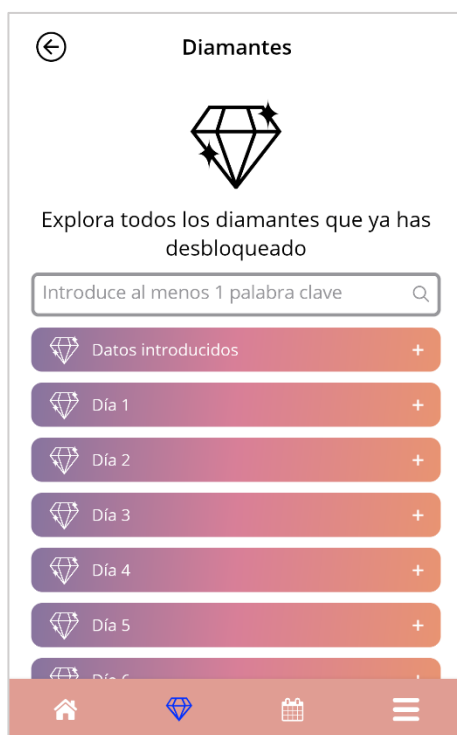 Diamantes
Explora todos los diamantes que ya has
desbloqueado
Introduce al menos 1 palabra clave
Datos introducidos +
Día 1 +
Día 2 +
Día 3 +
Día 4 +
Día 5 +